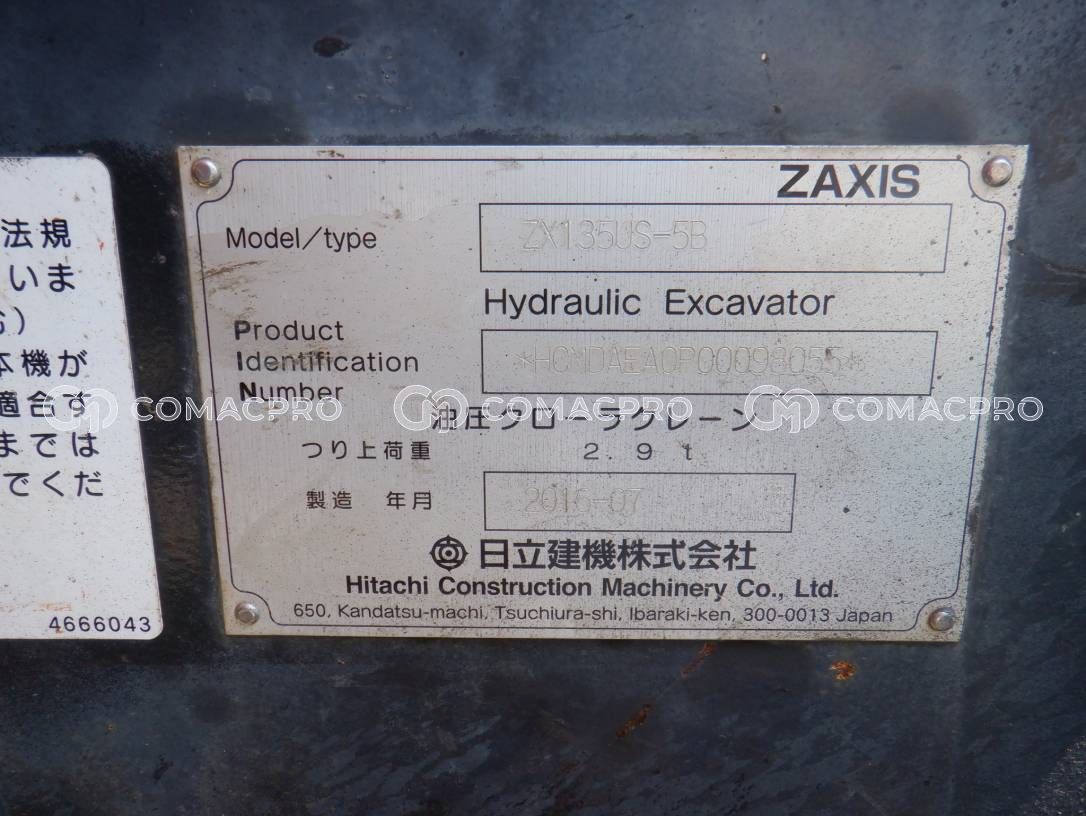 法規
いま
)
本機が
適合す
までは
でくだ
4666043
ZAXIS
Model/type
ZX135US-5B
Hydraulic Excavator
Product
Identification
Number
*HCMDAEA0P00098055*
油圧クローラクレーン
つり上荷重 2.9t
製造 年月
2016-07
日立建機株式会社
Hitachi Construction Machinery Co., Ltd.
650, Kandatsu-machi, Tsuchiura-shi, Ibaraki-ken, 300-0013 Japan
COMACPRO COMACPRO COMACPRO COMACPRO